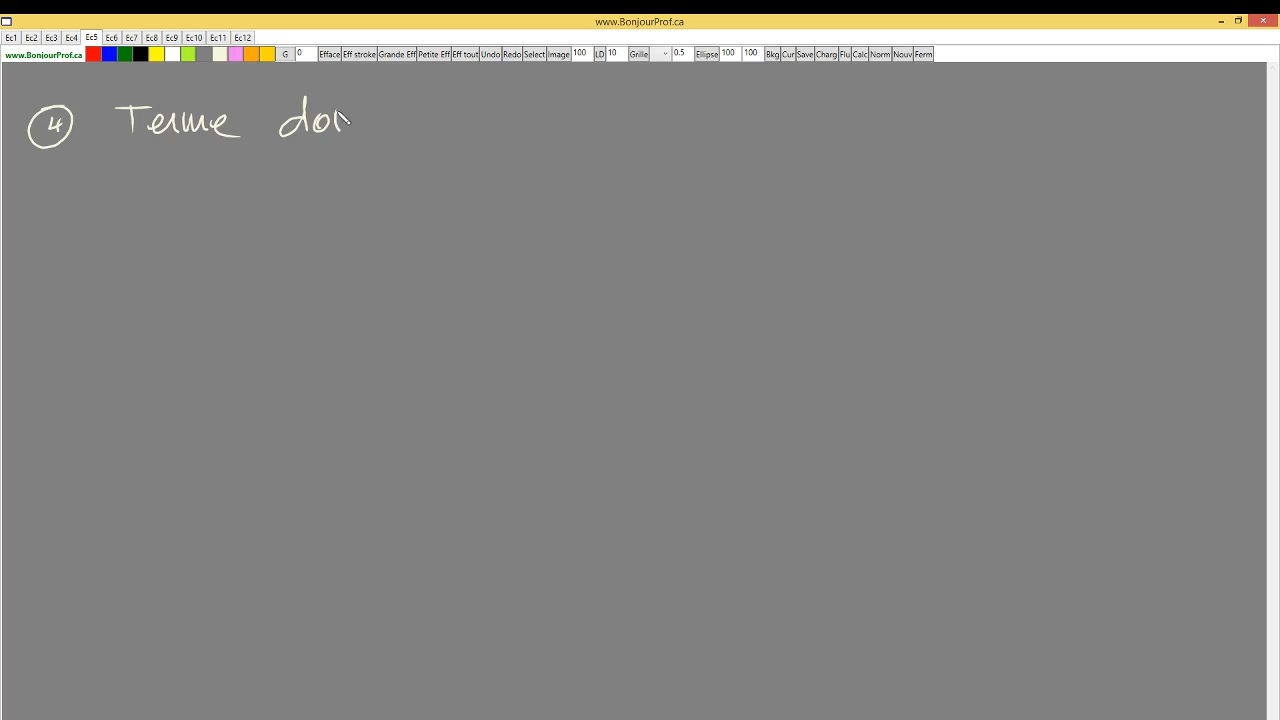 www.BonjourProf.ca
Ec1 Ec2 Ec3 Ec4 Ec5 Ec6 Ec7 Ec8 Ec9 Ec10 Ec11 Ec12
www.BonjourProf.ca G 0 Efface Eff stroke Grande Eff Petite Eff Eff tout Undo Redo Select Image 100 LD 10 Grille 0.5 Ellipse 100 100 Bkg Cur Save Charg Flu Calc Norm Nouv Ferm
4 Terme